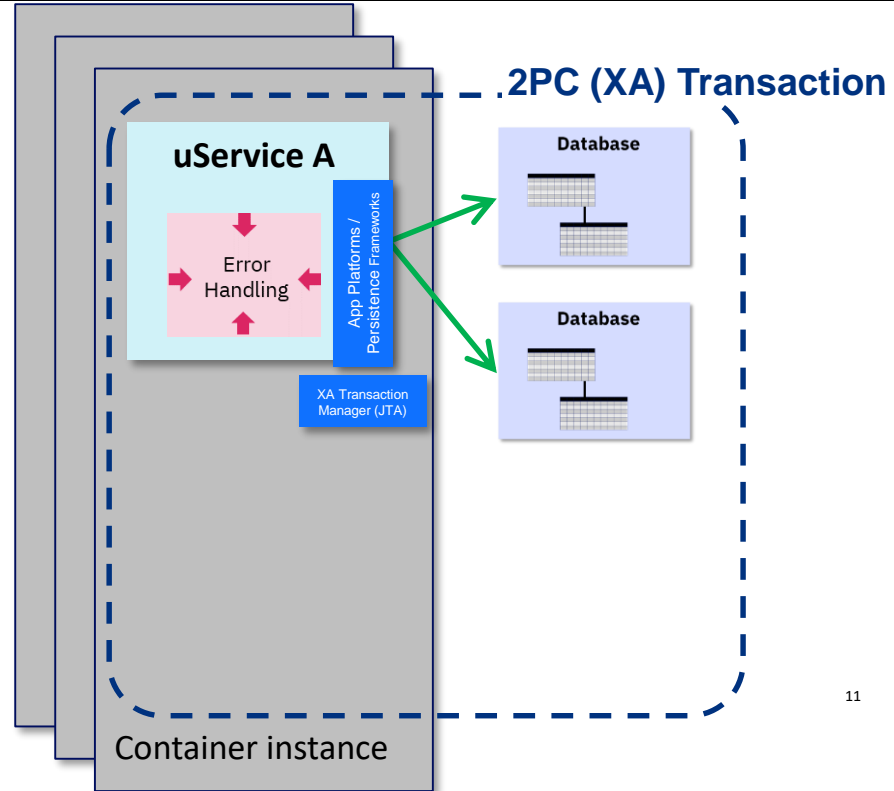 2PC (XA) Transaction
uService A
Error
Handling
App Platforms /
Persistence Frameworks
XA Transaction
Manager (JTA)
Database
Database
Container instance
11